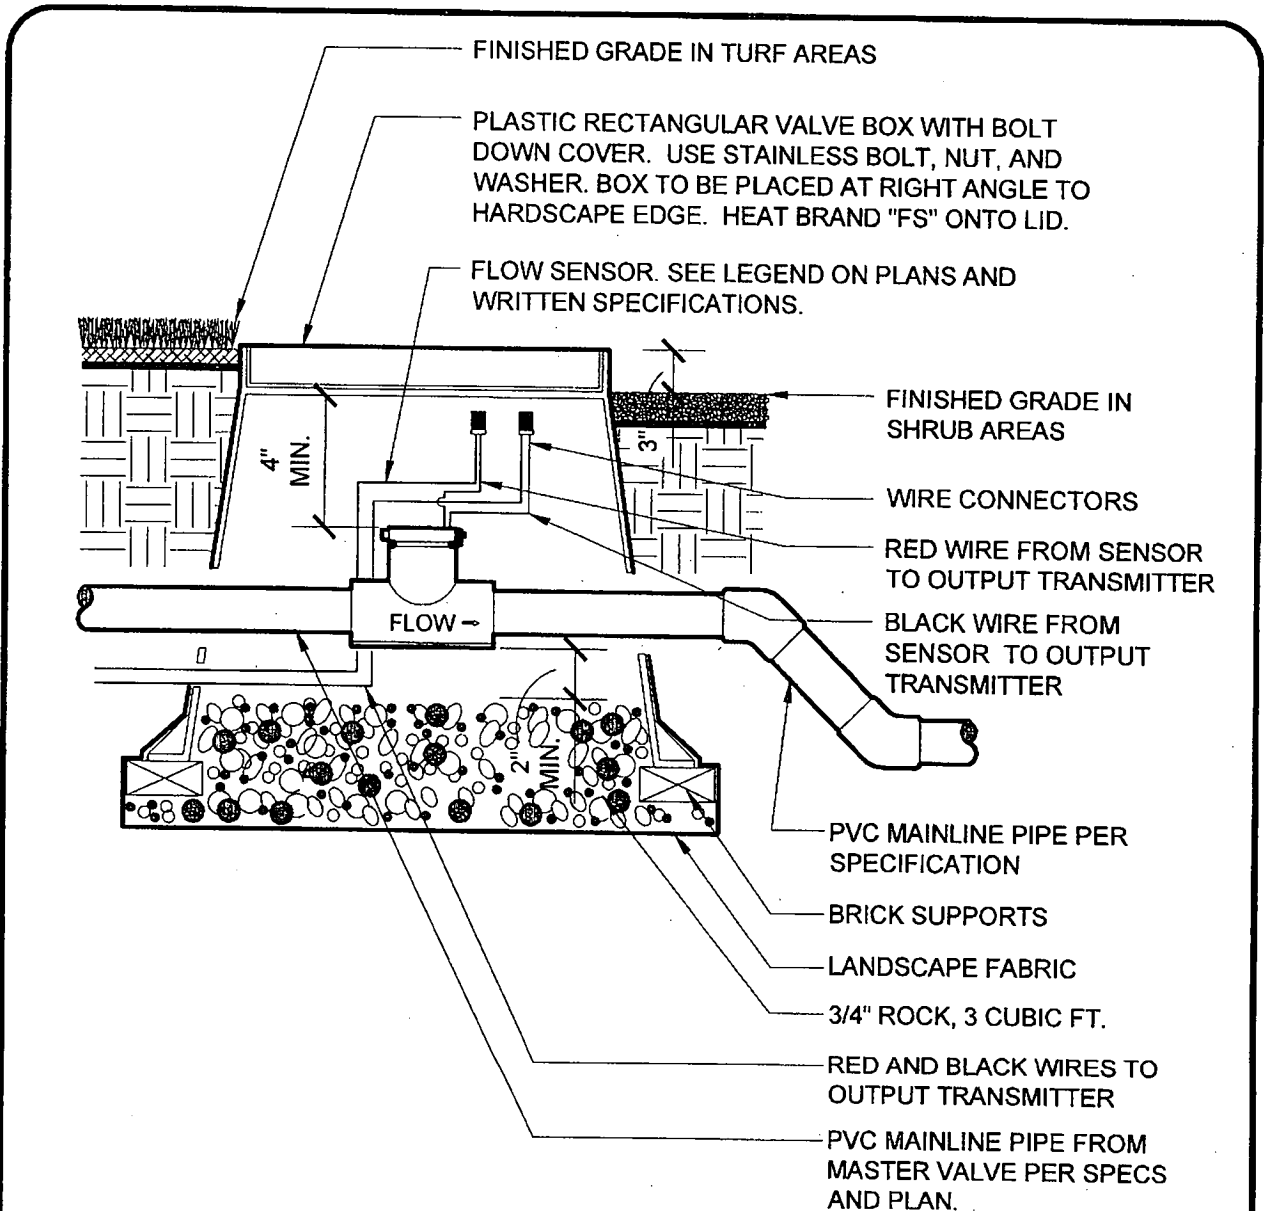 FINISHED GRADE IN TURF AREAS
PLASTIC RECTANGULAR VALVE BOX WITH BOLT
DOWN COVER. USE STAINLESS BOLT, NUT, AND
WASHER. BOX TO BE PLACED AT RIGHT ANGLE TO
HARDSCAPE EDGE. HEAT BRAND "FS" ONTO LID.
FLOW SENSOR. SEE LEGEND ON PLANS AND
WRITTEN SPECIFICATIONS.
4"
MIN.
3"
FINISHED GRADE IN
SHRUB AREAS
WIRE CONNECTORS
RED WIRE FROM SENSOR
TO OUTPUT TRANSMITTER
FLOW →
BLACK WIRE FROM
SENSOR TO OUTPUT
TRANSMITTER
2"
MIN.
PVC MAINLINE PIPE PER
SPECIFICATION
BRICK SUPPORTS
LANDSCAPE FABRIC
3/4" ROCK, 3 CUBIC FT.
RED AND BLACK WIRES TO
OUTPUT TRANSMITTER
PVC MAINLINE PIPE FROM
MASTER VALVE PER SPECS
AND PLAN.